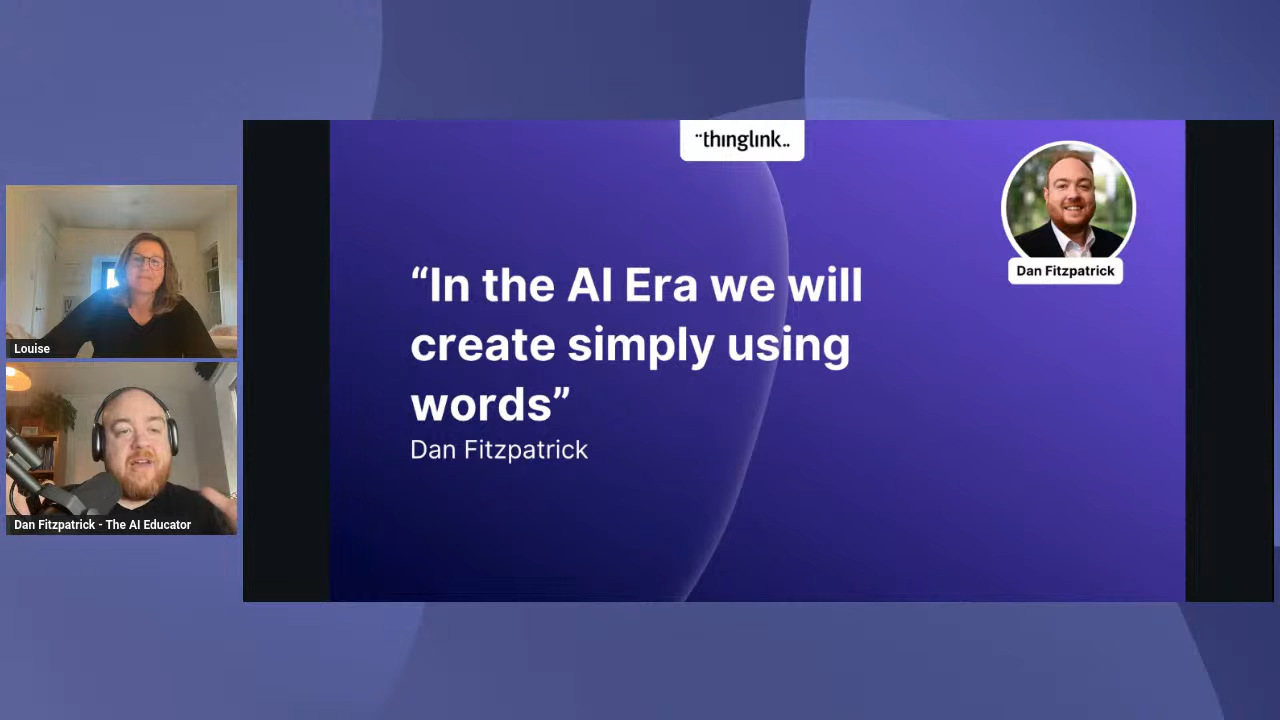 ¨thinglink..
Dan Fitzpatrick
“In the AI Era we will
create simply using
words”
Dan Fitzpatrick
Louise
Dan Fitzpatrick - The AI Educator